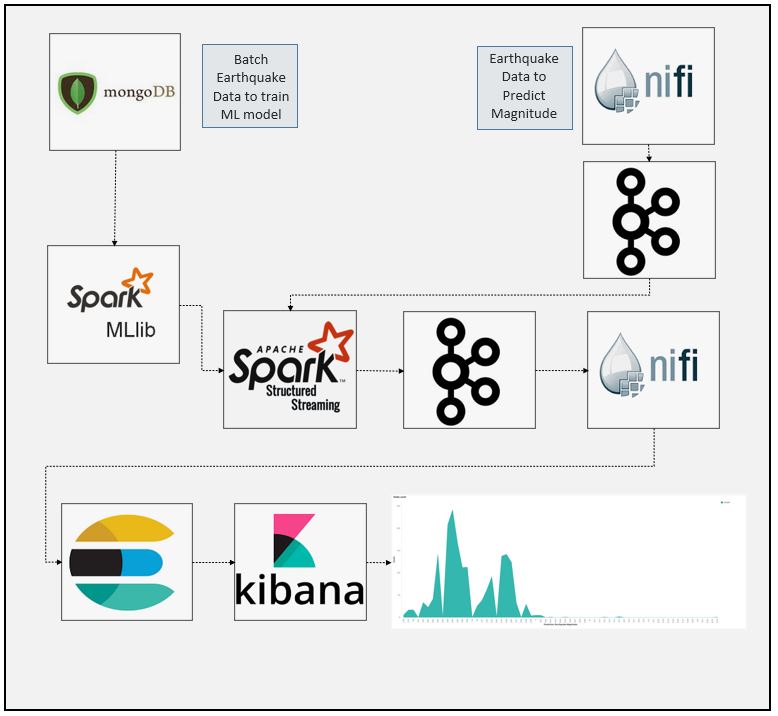 mongoDB
Batch
Earthquake
Data to train
ML model
Earthquake
Data to
Predict
Magnitude
nifi
Spark
MLlib
APACHE
Spark™
Structured
Streaming
nifi
kibana